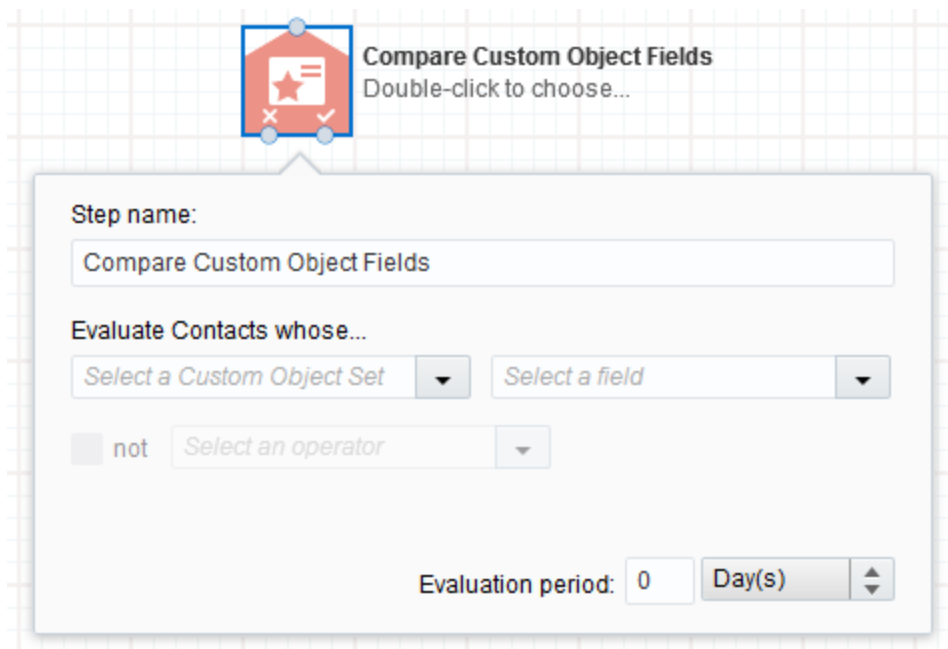 Compare Custom Object Fields
Double-click to choose...
Step name:
Compare Custom Object Fields
Evaluate Contacts whose...
Select a Custom Object Set Select a field
not Select an operator
Evaluation period: 0 Day(s)